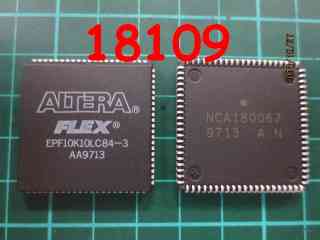 18109
ALTERA®
FLEX®
EPF10K10LC84-3
AA9713
NCA180067
9713 A N